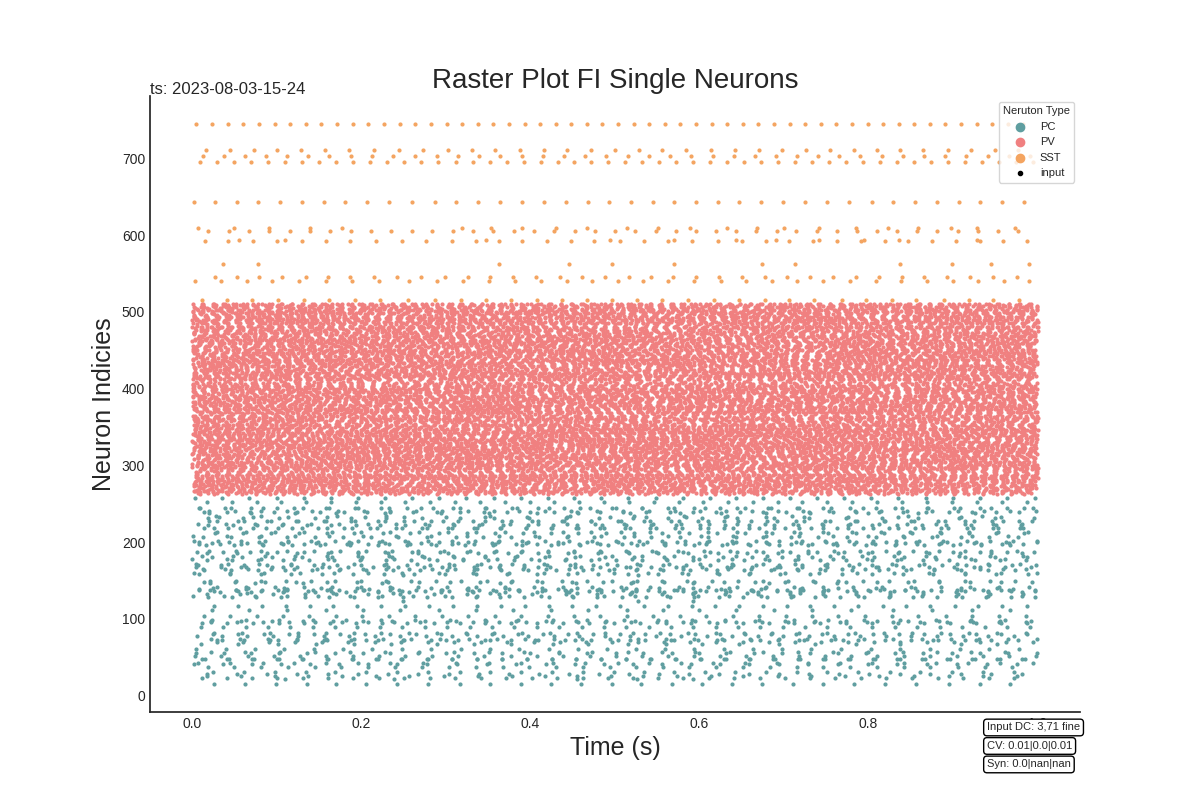 Raster Plot FI Single Neurons
ts: 2023-08-03-15-24
Neruton Type
PC
PV
SST
input
Neuron Indicies
700
600
500
400
300
200
100
0
0.0
0.2
0.4
0.6
0.8
Time (s)
Input DC: 3,71 fine
CV: 0.01|0.0|0.01
Syn: 0.0|nan|nan